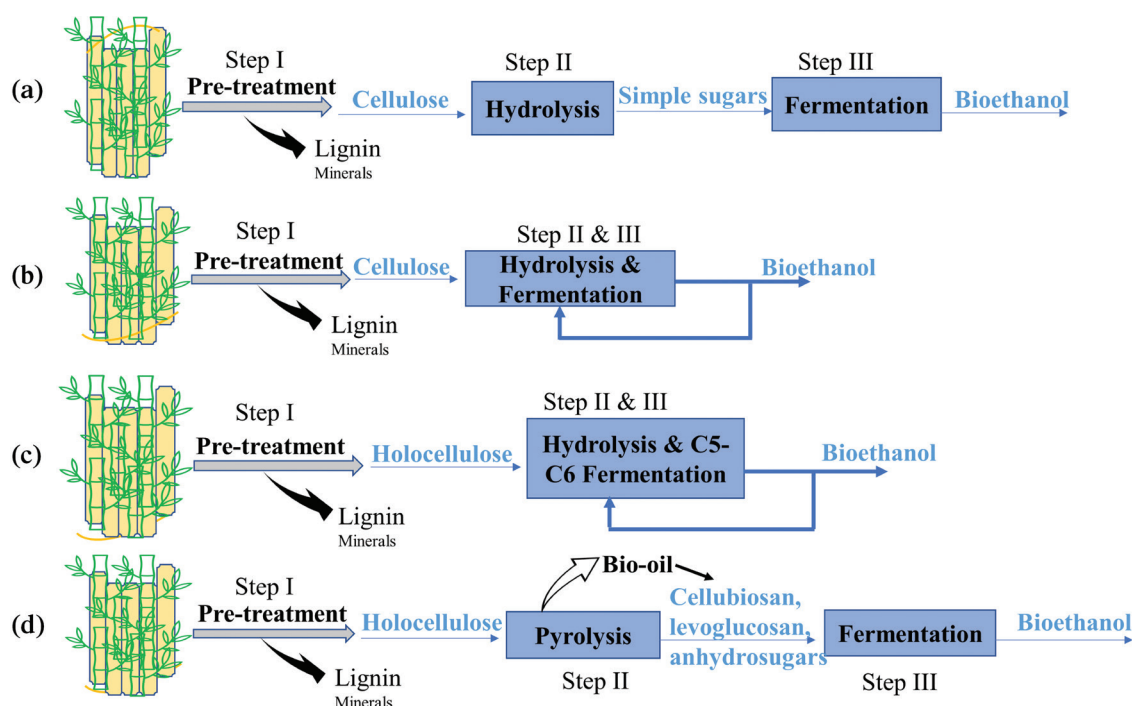 (a)
Step I
Pre-treatment
Lignin
Minerals
Cellulose
Step II
Hydrolysis
Simple sugars
Step III
Fermentation
Bioethanol
(b)
Step I
Pre-treatment
Lignin
Minerals
Cellulose
Step II & III
Hydrolysis &
Fermentation
Bioethanol
(c)
Step I
Pre-treatment
Lignin
Minerals
Holocellulose
Step II & III
Hydrolysis & C5-
C6 Fermentation
Bioethanol
(d)
Step I
Pre-treatment
Lignin
Minerals
Holocellulose
Pyrolysis
Step II
Bio-oil
Cellubiosan,
levoglucosan,
anhydrosugars
Fermentation
Step III
Bioethanol